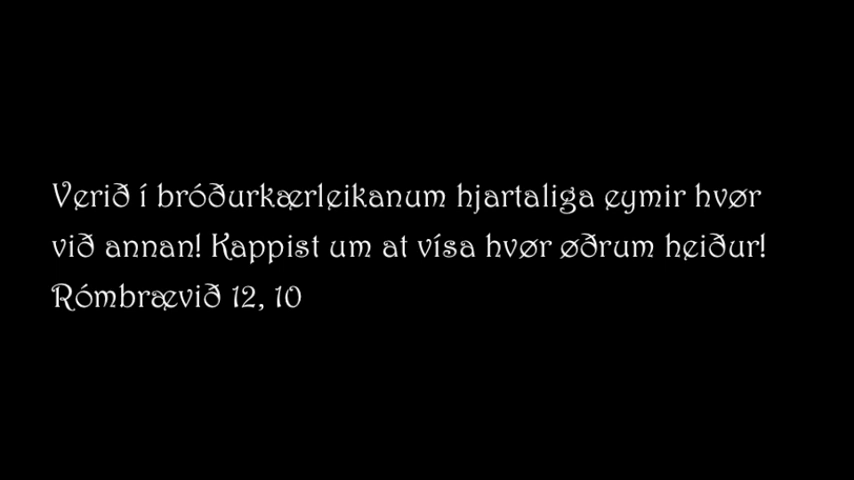 Verið í bróðurkærleikanum hjartaliga eymir hvør
við annan! Kappist um at vísa hvør øðrum heiður!
Rómbrævið 12, 10